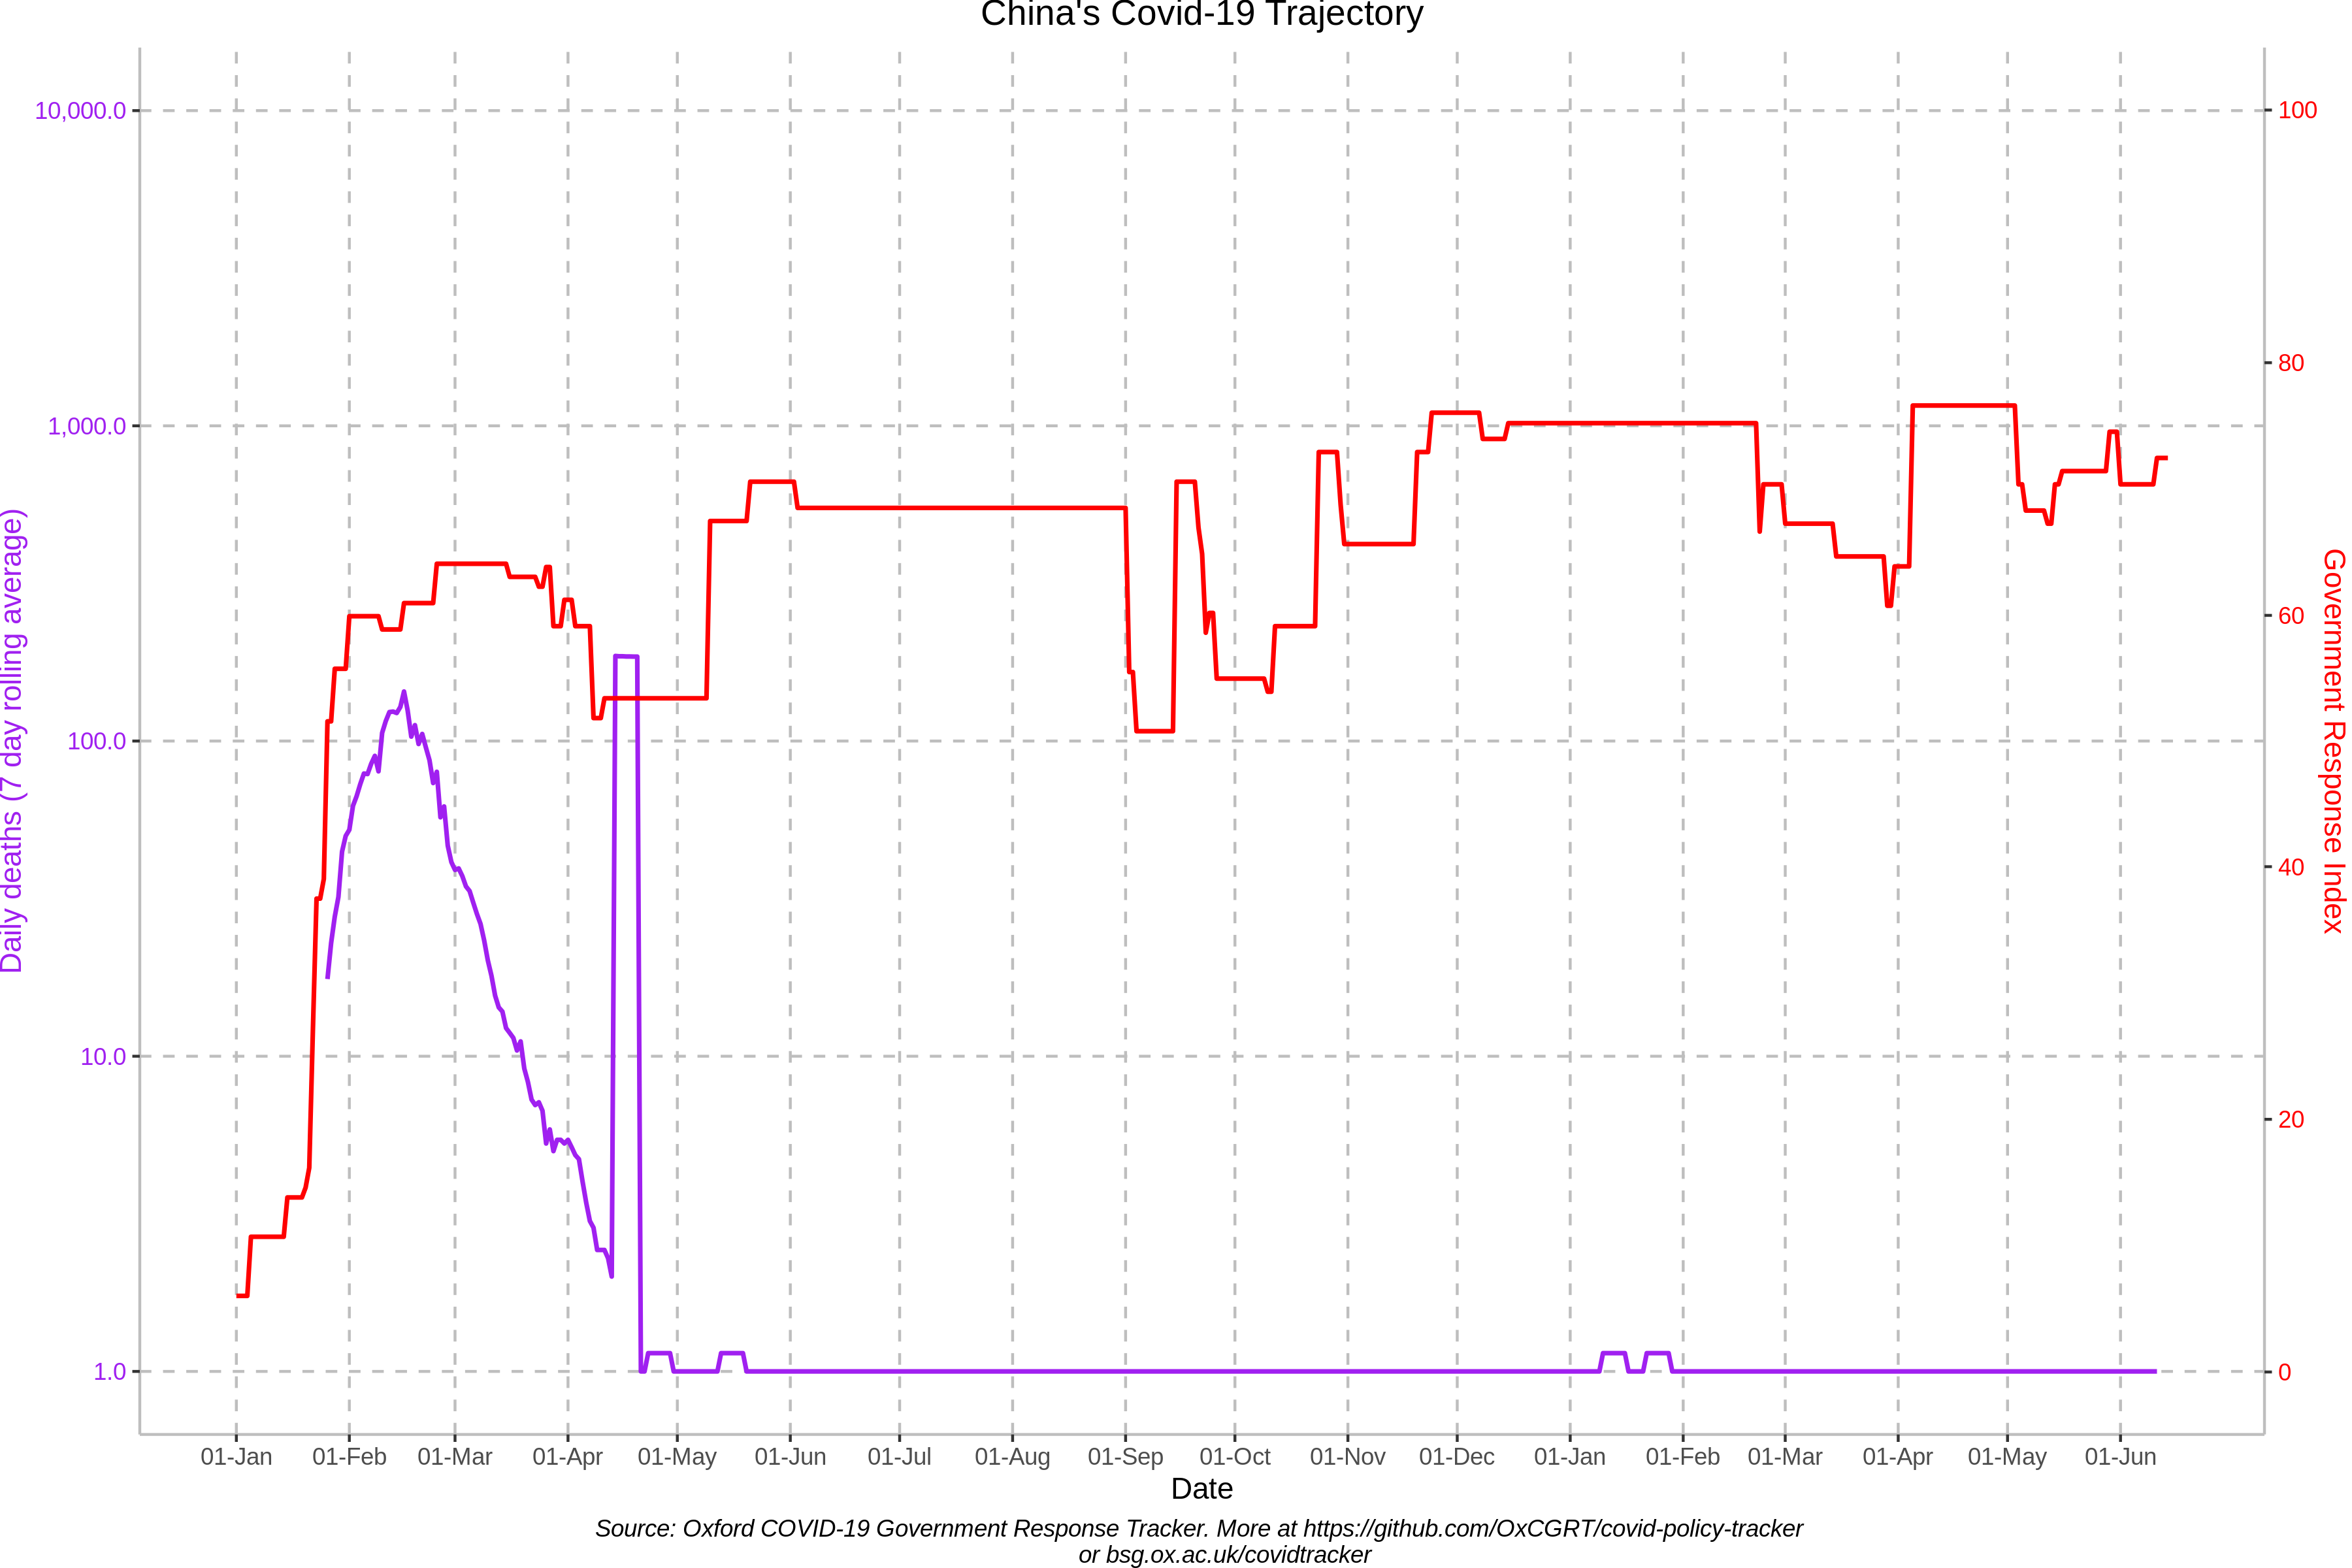 China's Covid-19 Trajectory
10,000.0
1,000.0
100.0
10.0
1.0
Daily deaths (7 day rolling average)
100
80
60
40
20
0
Government Response Index
01-Jan 01-Feb 01-Mar 01-Apr 01-May 01-Jun 01-Jul 01-Aug 01-Sep 01-Oct 01-Nov 01-Dec 01-Jan 01-Feb 01-Mar 01-Apr 01-May 01-Jun
Date
Source: Oxford COVID-19 Government Response Tracker. More at https://github.com/OxCGRT/covid-policy-tracker
or bsg.ox.ac.uk/covidtracker